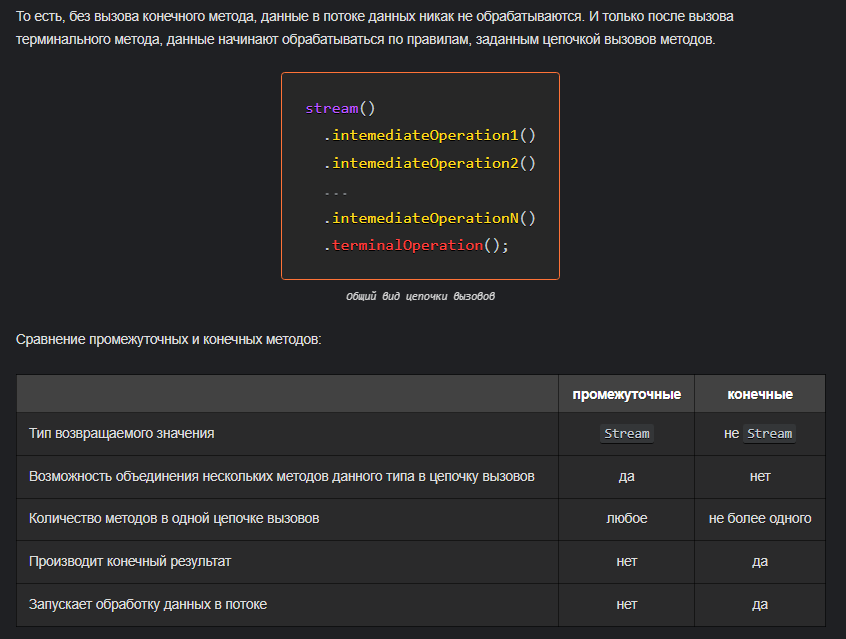 То есть, без вызова конечного метода, данные в потоке данных никак не обрабатываются. И только после вызова
терминального метода, данные начинают обрабатываться по правилам, заданным цепочкой вызовов методов.
stream()
.intemediateOperation1()
.intemediateOperation2()
...
.intemediateOperationN()
.terminalOperation();
Общий вид цепочки вызовов
Сравнение промежуточных и конечных методов:
промежуточные конечные
Тип возвращаемого значения Stream не Stream
Возможность объединения нескольких методов данного типа в цепочку вызовов да нет
Количество методов в одной цепочке вызовов любое не более одного
Производит конечный результат нет да
Запускает обработку данных в потоке нет да